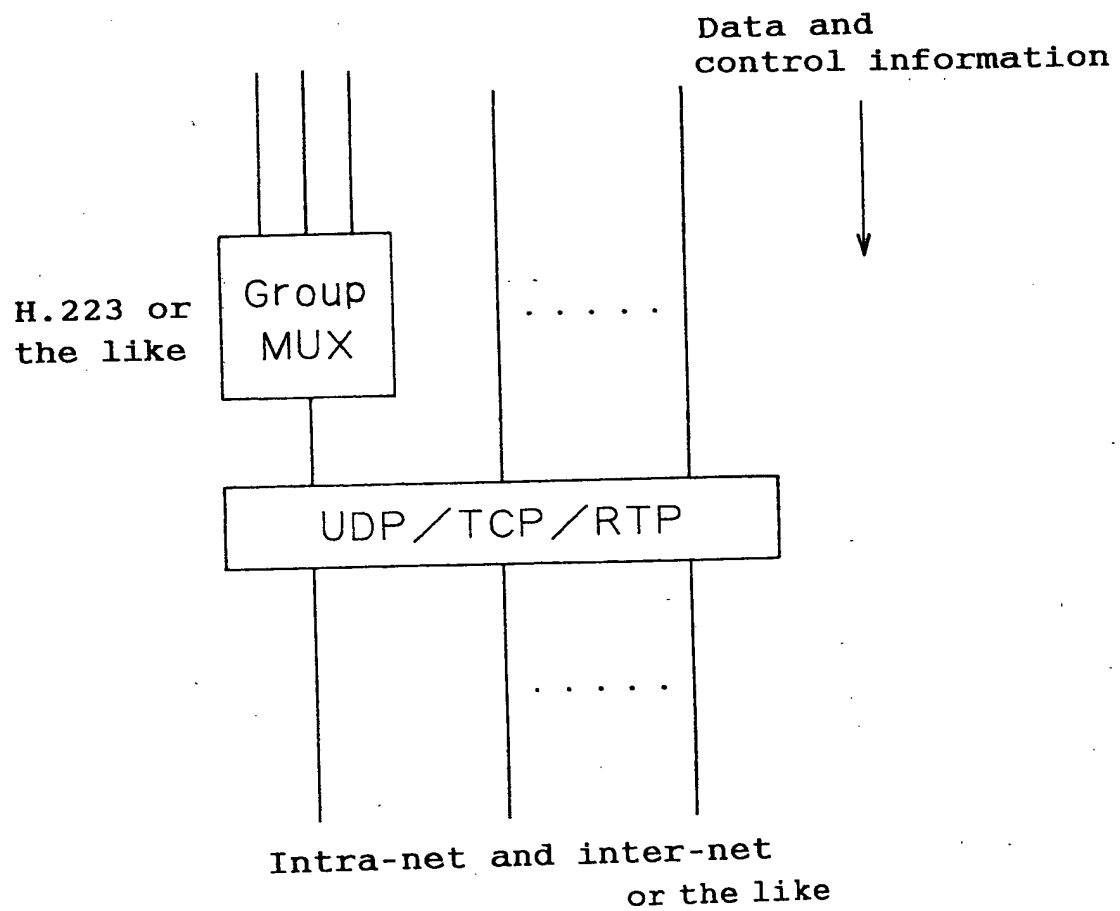 Data and
control information
H.223 or
the like
Group
MUX
UDP/TCP/RTP
Intra-net and inter-net
or the like